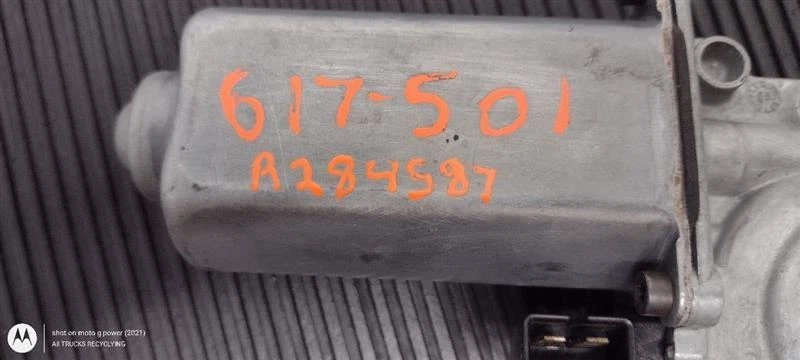 617-501
A284587
shot on moto g power (2021)
All TRUCKS RECYCLYING